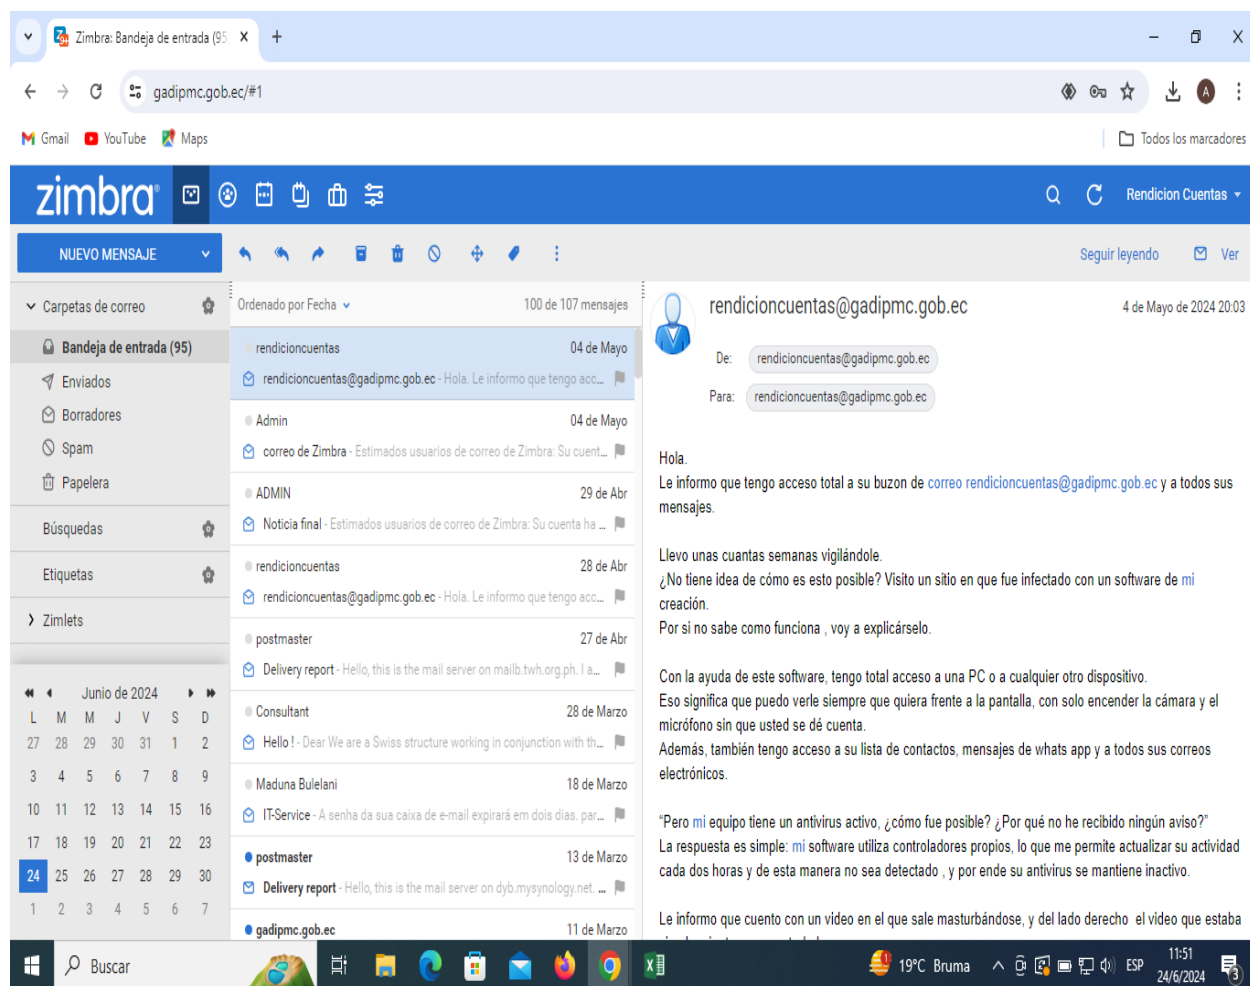 Zimbra: Bandeja de entrada (95
gadipmc.gob.ec/#1
A
Gmail YouTube Maps
Todos los marcadores
zimbra®
Rendicion Cuentas
NUEVO MENSAJE
Seguir leyendo Ver
Carpetas de correo
Bandeja de entrada (95)
Enviados
Borradores
Spam
Papelera
Búsquedas
Etiquetas
Zimlets
Junio de 2024
L M M J V S D
27 28 29 30 31 1 2
3 4 5 6 7 8 9
10 11 12 13 14 15 16
17 18 19 20 21 22 23
24 25 26 27 28 29 30
1 2 3 4 5 6 7
Ordenado por Fecha 100 de 107 mensajes
rendicioncuentas 04 de Mayo
rendicioncuentas@gadipmc.gob.ec - Hola. Le informo que tengo acc...
Admin 04 de Mayo
correo de Zimbra - Estimados usuarios de correo de Zimbra: Su cuent...
ADMIN 29 de Abr
Noticia final - Estimados usuarios de correo de Zimbra: Su cuenta ha ...
rendicioncuentas 28 de Abr
rendicioncuentas@gadipmc.gob.ec - Hola. Le informo que tengo acc...
postmaster 27 de Abr
Delivery report - Hello, this is the mail server on mailb.twh.org.ph. I a...
Consultant 28 de Marzo
Hello ! - Dear We are a Swiss structure working in conjunction with th...
Maduna Bulelani 18 de Marzo
IT-Service - A senha da sua caixa de e-mail expirará em dois dias. par...
postmaster 13 de Marzo
Delivery report - Hello, this is the mail server on dyb.mysynology.net. ...
gadipmc.gob.ec 11 de Marzo
rendicioncuentas@gadipmc.gob.ec 4 de Mayo de 2024 20:03
De: rendicioncuentas@gadipmc.gob.ec
Para: rendicioncuentas@gadipmc.gob.ec
Hola.
Le informo que tengo acceso total a su buzon de correo rendicioncuentas@gadipmc.gob.ec y a todos sus
mensajes.
Llevo unas cuantas semanas vigilándole.
¿No tiene idea de cómo es esto posible? Visito un sitio en que fue infectado con un software de mi
creación.
Por si no sabe como funciona , voy a explicárselo.
Con la ayuda de este software, tengo total acceso a una PC o a cualquier otro dispositivo.
Eso significa que puedo verle siempre que quiera frente a la pantalla, con solo encender la cámara y el
micrófono sin que usted se dé cuenta.
Además, también tengo acceso a su lista de contactos, mensajes de whats app y a todos sus correos
electrónicos.
“Pero mi equipo tiene un antivirus activo, ¿cómo fue posible? ¿Por qué no he recibido ningún aviso?”
La respuesta es simple: mi software utiliza controladores propios, lo que me permite actualizar su actividad
cada dos horas y de esta manera no sea detectado , y por ende su antivirus se mantiene inactivo.
Le informo que cuento con un video en el que sale masturbándose, y del lado derecho el video que estaba
Buscar
19°C Bruma
ESP
11:51
24/6/2024
3